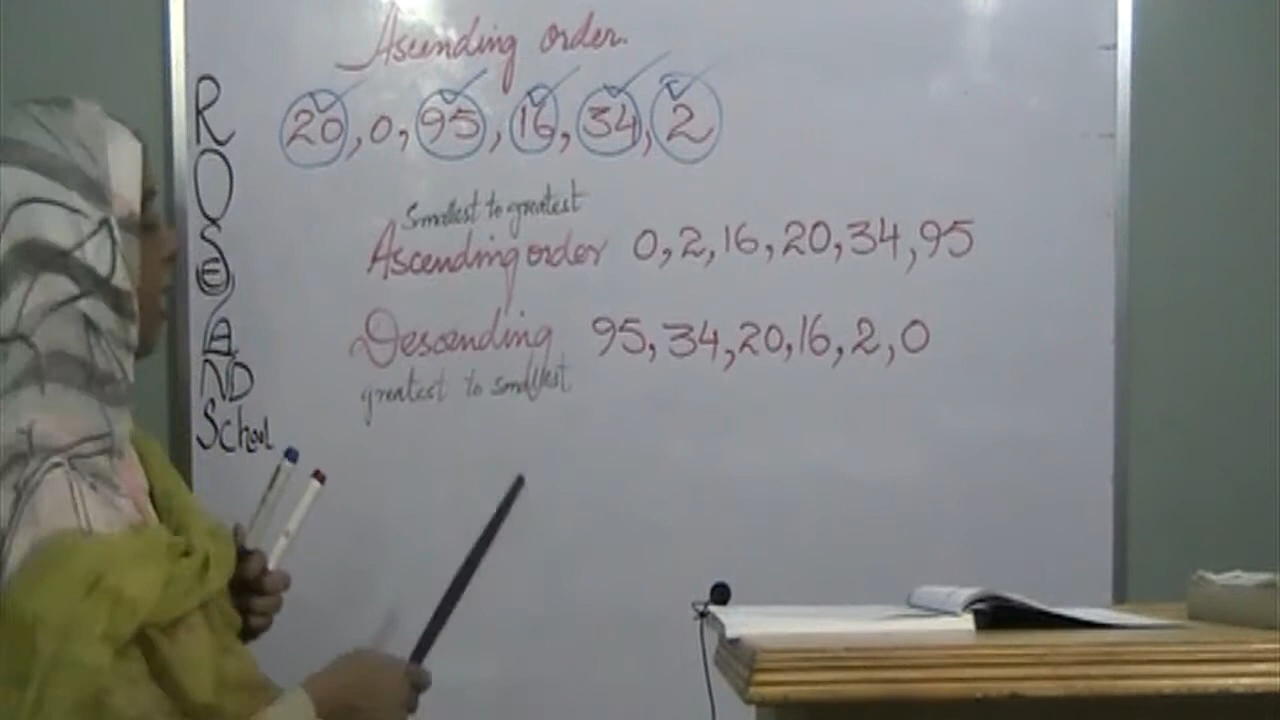 Ascending order.
20, 0, 95, 16, 34, 2
Smallest to greatest
Ascending order 0, 2, 16, 20, 34, 95
Descending 95, 34, 20, 16, 2, 0
greatest to smallest
R
O
S
E
A
ND
School